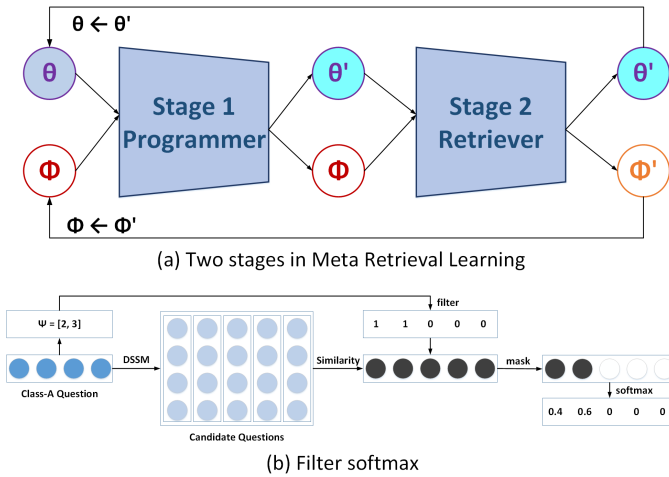 θ ← θ'
θ
Stage 1
Programmer
θ'
Stage 2
Retriever
θ'
Φ
Φ
Φ'
Φ ← Φ'
(a) Two stages in Meta Retrieval Learning
filter
Ψ = [2, 3]
1 1 0 0 0
DSSM
Similarity
mask
Class-A Question
softmax
0.4 0.6 0 0 0
Candidate Questions
(b) Filter softmax